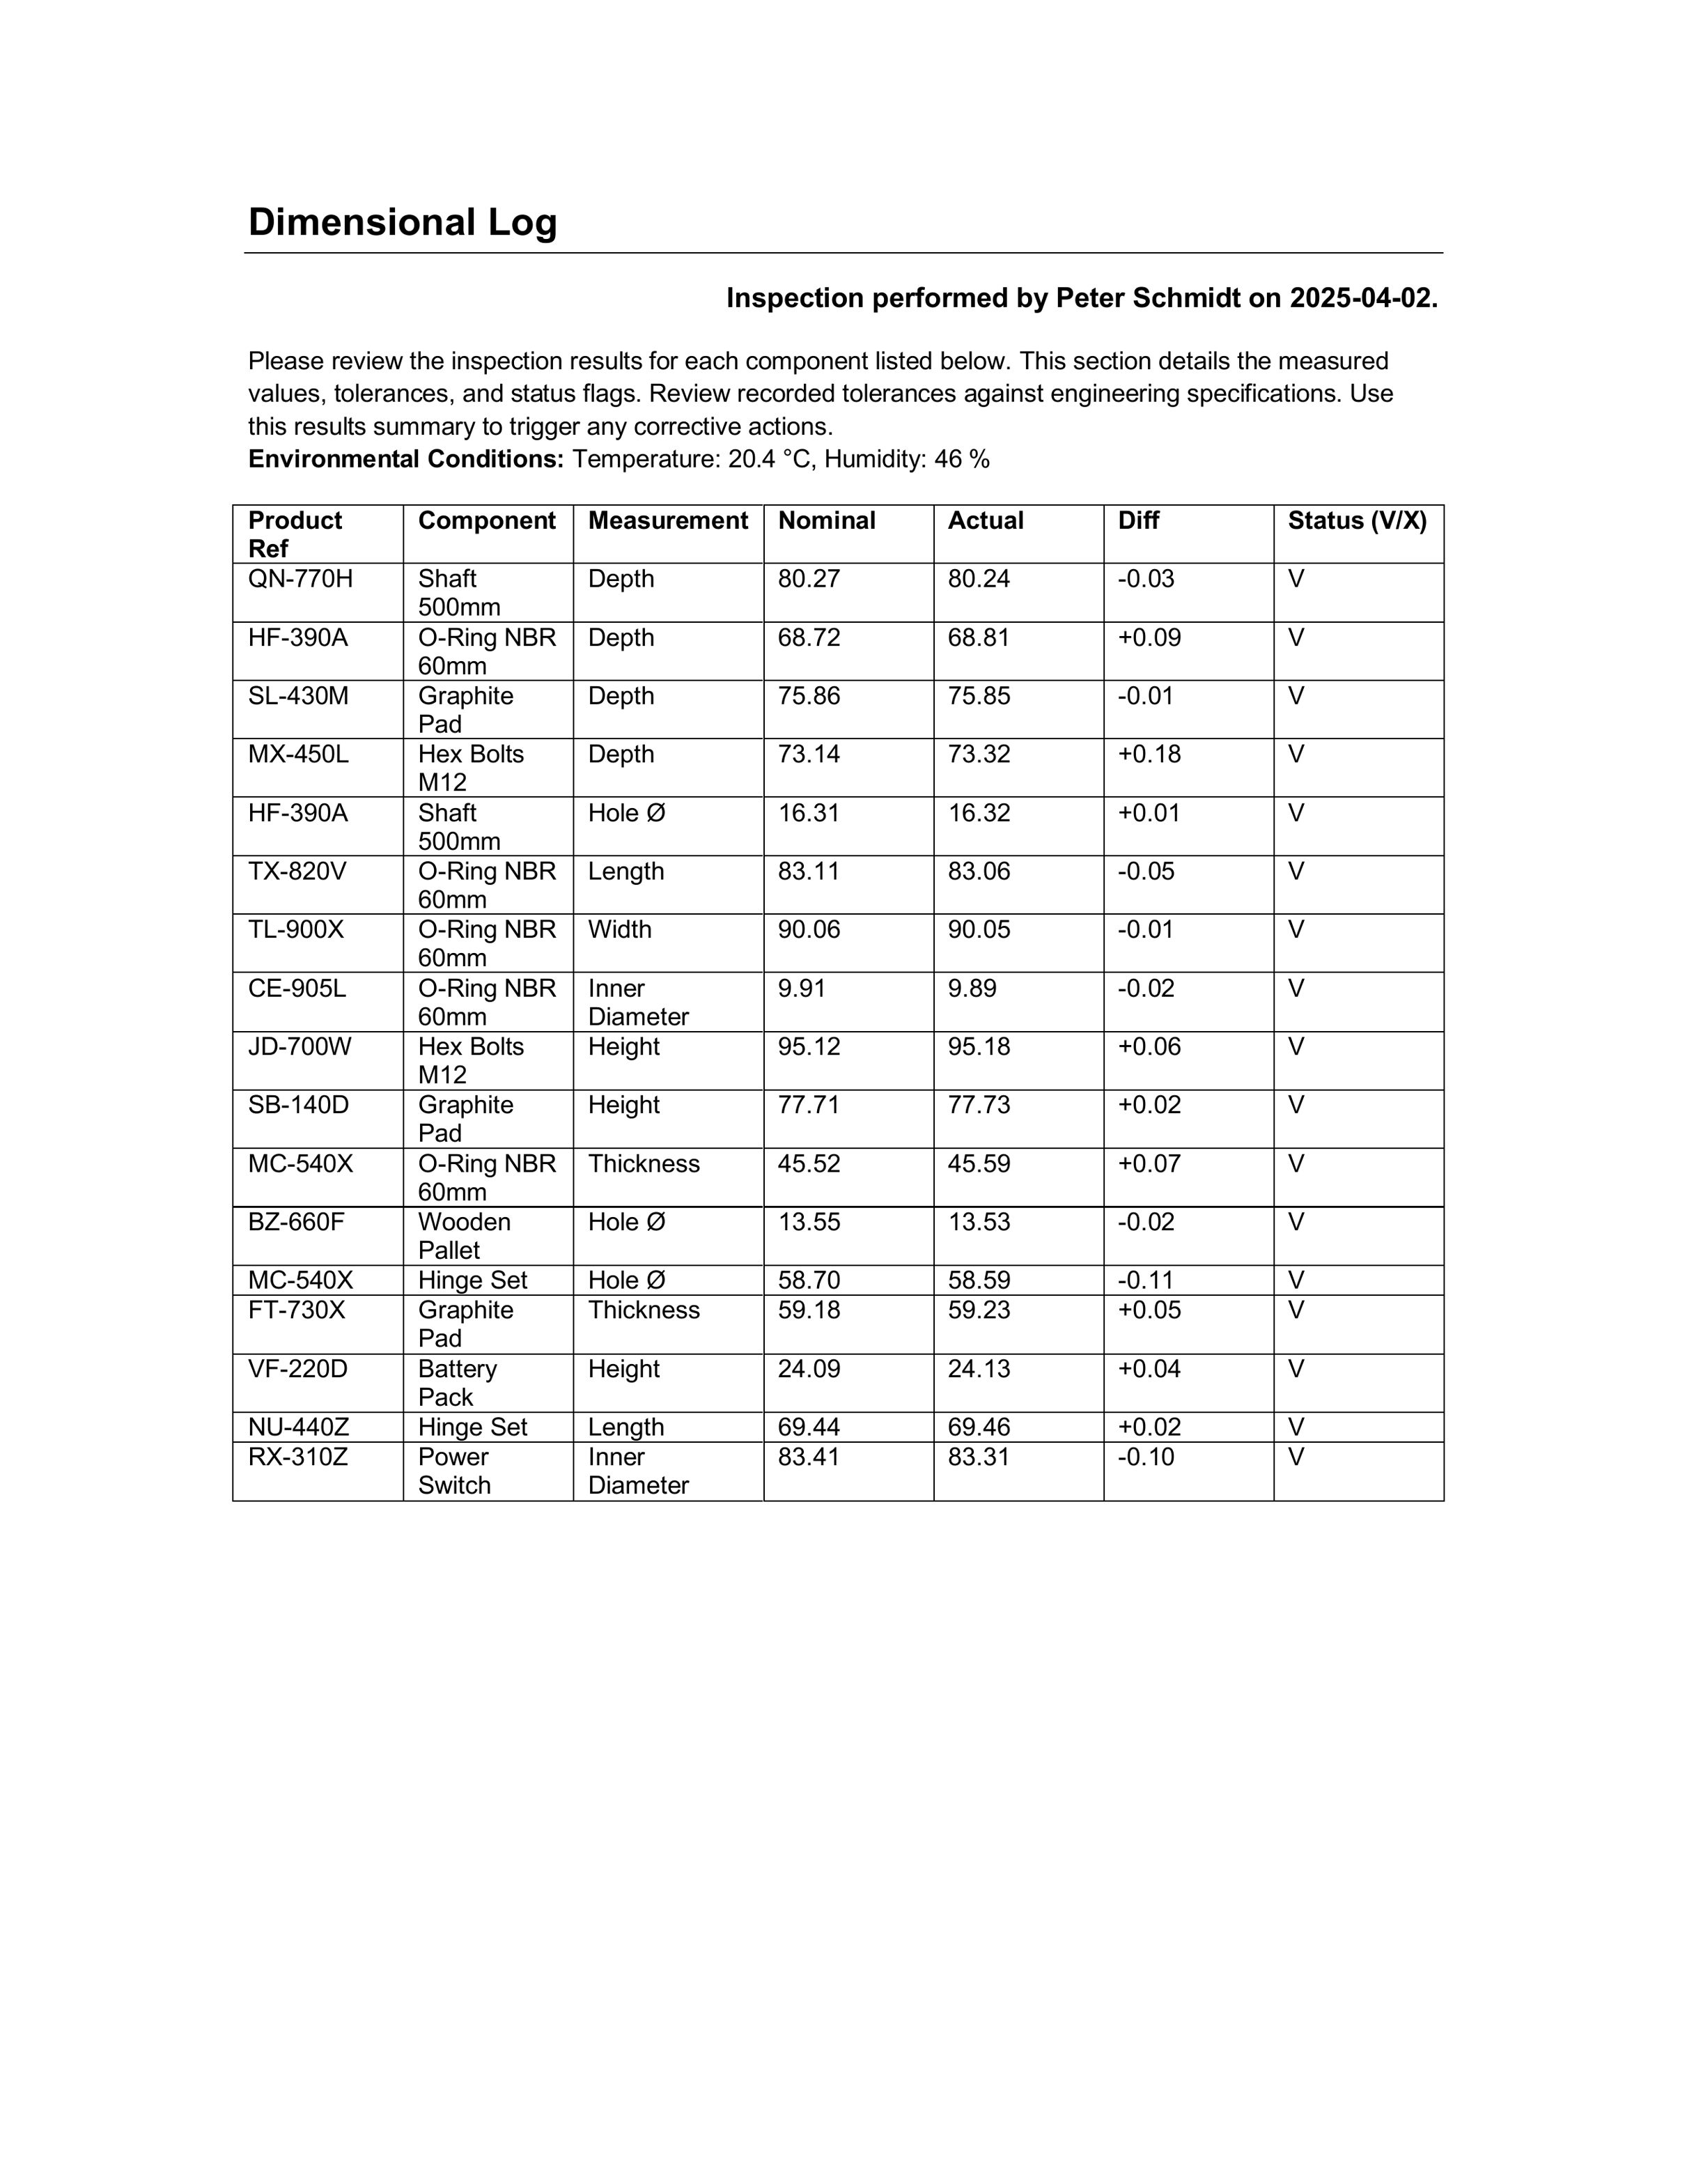 Dimensional Log
Inspection performed by Peter Schmidt on 2025-04-02.
Please review the inspection results for each component listed below. This section details the measured
values, tolerances, and status flags. Review recorded tolerances against engineering specifications. Use
this results summary to trigger any corrective actions.
Environmental Conditions: Temperature: 20.4 °C, Humidity: 46 %
Product Ref Component Measurement Nominal Actual Diff Status (V/X)
QN-770H Shaft 500mm Depth 80.27 80.24 -0.03 V
HF-390A O-Ring NBR 60mm Depth 68.72 68.81 +0.09 V
SL-430M Graphite Pad Depth 75.86 75.85 -0.01 V
MX-450L Hex Bolts M12 Depth 73.14 73.32 +0.18 V
HF-390A Shaft 500mm Hole Ø 16.31 16.32 +0.01 V
TX-820V O-Ring NBR 60mm Length 83.11 83.06 -0.05 V
TL-900X O-Ring NBR 60mm Width 90.06 90.05 -0.01 V
CE-905L O-Ring NBR 60mm Inner Diameter 9.91 9.89 -0.02 V
JD-700W Hex Bolts M12 Height 95.12 95.18 +0.06 V
SB-140D Graphite Pad Height 77.71 77.73 +0.02 V
MC-540X O-Ring NBR 60mm Thickness 45.52 45.59 +0.07 V
BZ-660F Wooden Pallet Hole Ø 13.55 13.53 -0.02 V
MC-540X Hinge Set Hole Ø 58.70 58.59 -0.11 V
FT-730X Graphite Pad Thickness 59.18 59.23 +0.05 V
VF-220D Battery Pack Height 24.09 24.13 +0.04 V
NU-440Z Hinge Set Length 69.44 69.46 +0.02 V
RX-310Z Power Switch Inner Diameter 83.41 83.31 -0.10 V